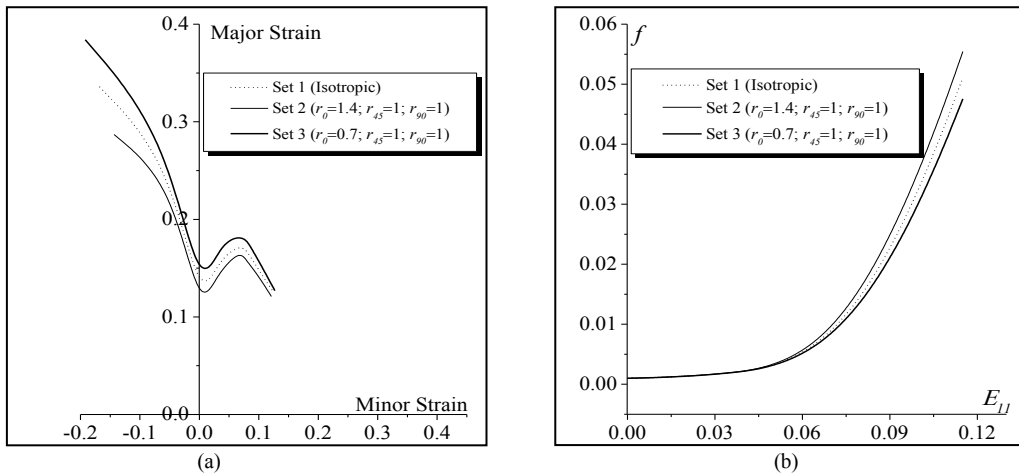 0.4
Major Strain
Set 1 (Isotropic)
Set 2 (r0=1.4; r45=1; r90=1)
Set 3 (r0=0.7; r45=1; r90=1)
0.3
0.2
0.1
0.0
Minor Strain
-0.2 -0.1 0.0 0.1 0.2 0.3 0.4
(a)
0.06
f
Set 1 (Isotropic)
Set 2 (r0=1.4; r45=1; r90=1)
Set 3 (r0=0.7; r45=1; r90=1)
0.05
0.04
0.03
0.02
0.01
0.00
E11
0.00 0.03 0.06 0.09 0.12
(b)